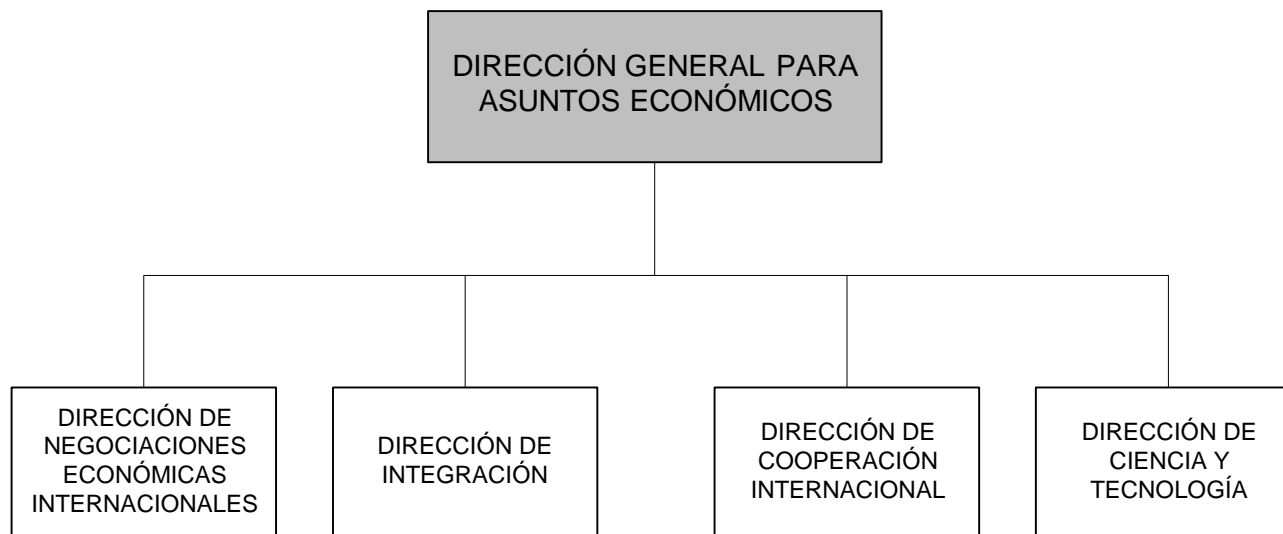 DIRECCIÓN GENERAL PARA
ASUNTOS ECONÓMICOS
DIRECCIÓN DE
NEGOCIACIONES
ECONÓMICAS
INTERNACIONALES
DIRECCIÓN DE
INTEGRACIÓN
DIRECCIÓN DE
COOPERACIÓN
INTERNACIONAL
DIRECCIÓN DE
CIENCIA Y
TECNOLOGÍA